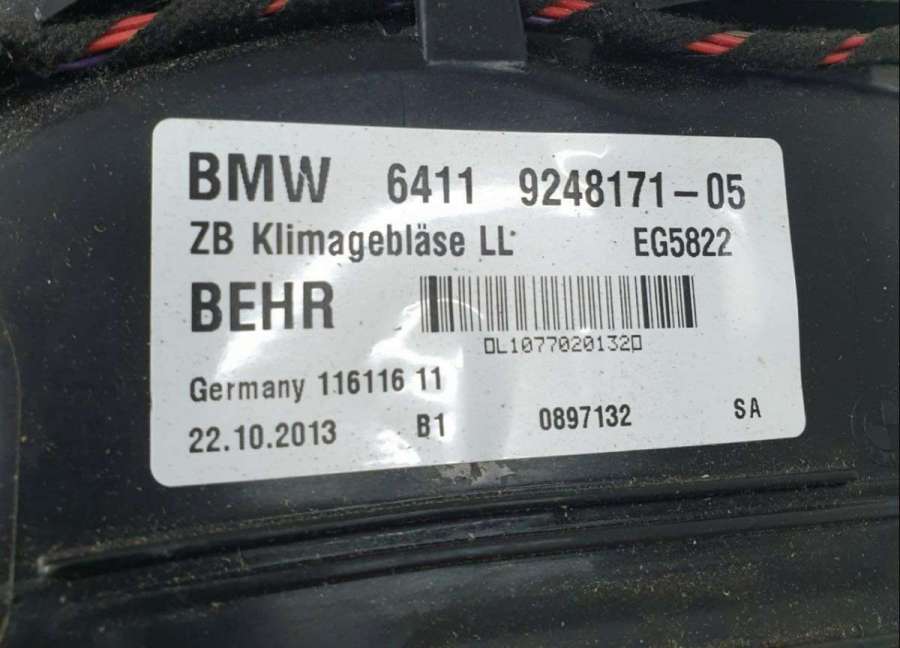 BMW 6411 9248171-05
ZB Klimagebläse LL EG5822
BEHR
DL1077020132D
Germany 116116 11
22.10.2013 B1 0897132 SA